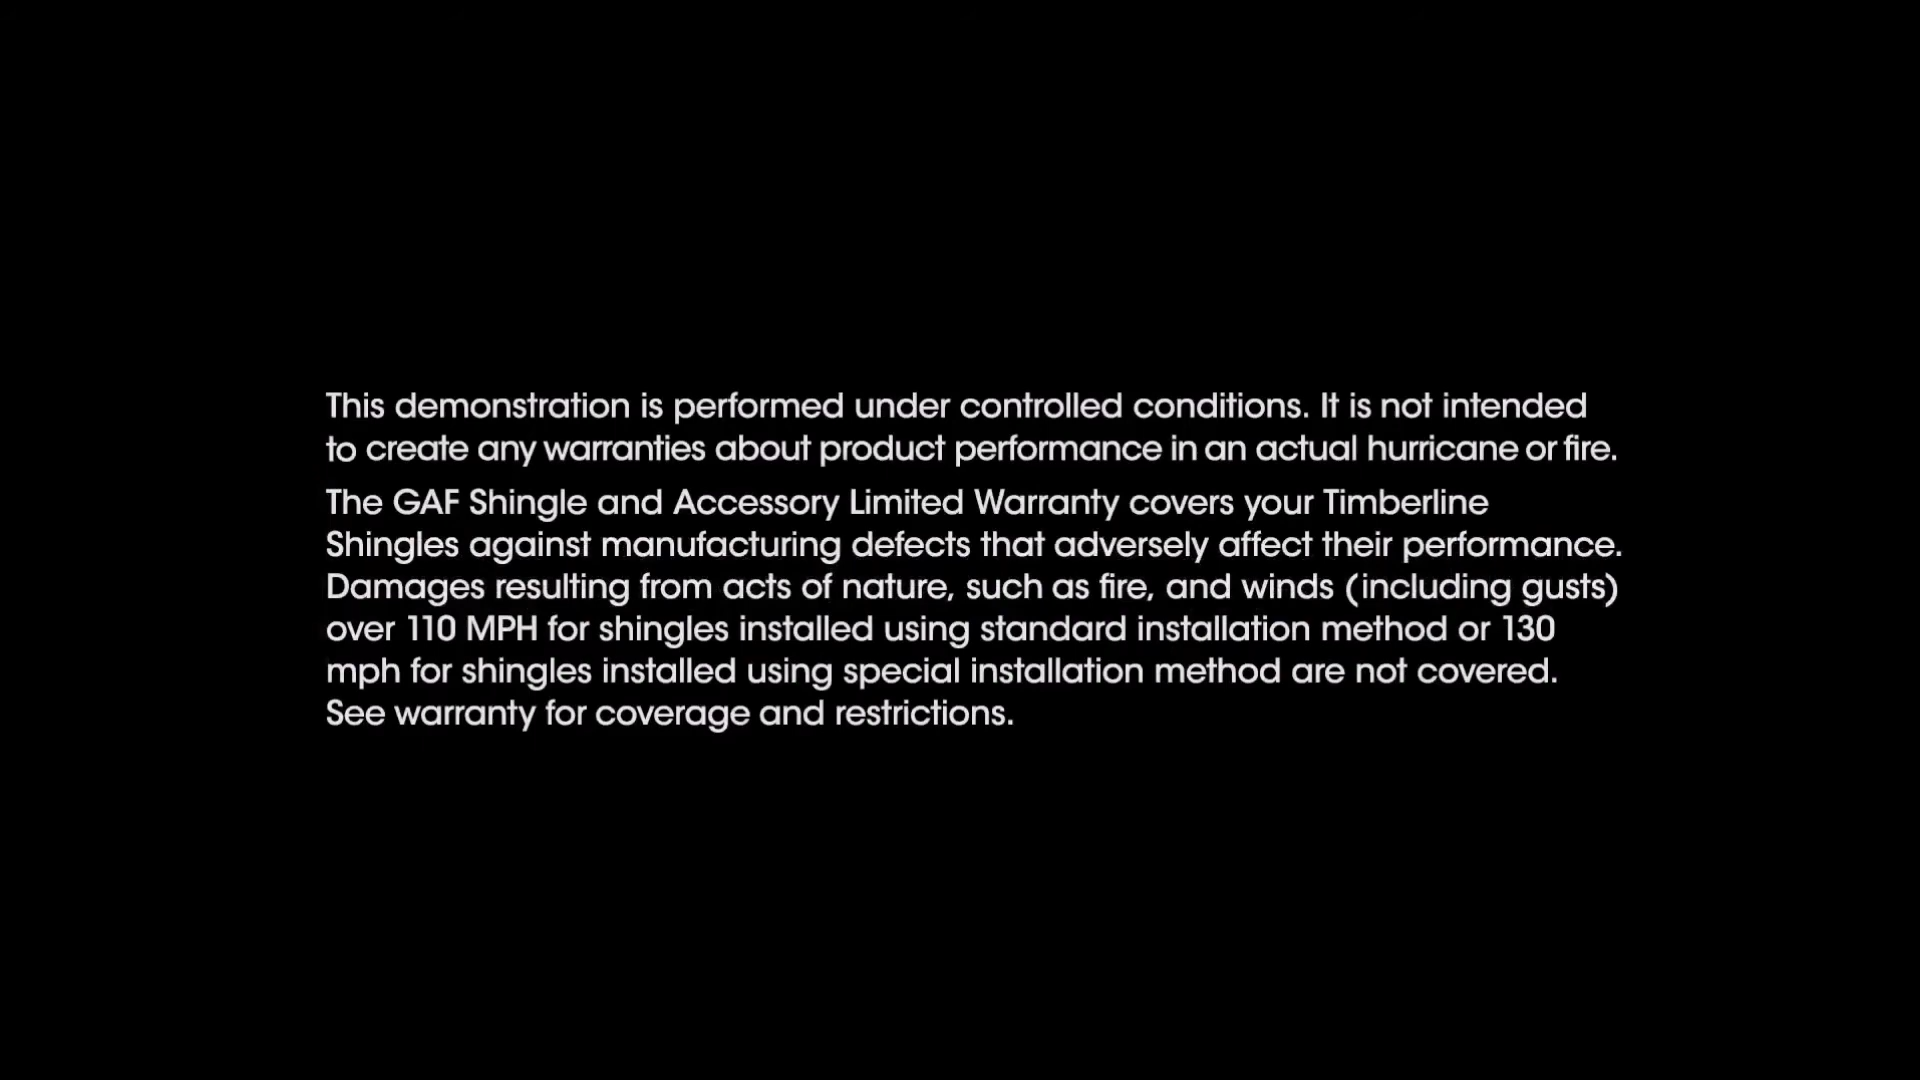 This demonstration is performed under controlled conditions. It is not intended
to create any warranties about product performance in an actual hurricane or fire.
The GAF Shingle and Accessory Limited Warranty covers your Timberline
Shingles against manufacturing defects that adversely affect their performance.
Damages resulting from acts of nature, such as fire, and winds (including gusts)
over 110 MPH for shingles installed using standard installation method or 130
mph for shingles installed using special installation method are not covered.
See warranty for coverage and restrictions.